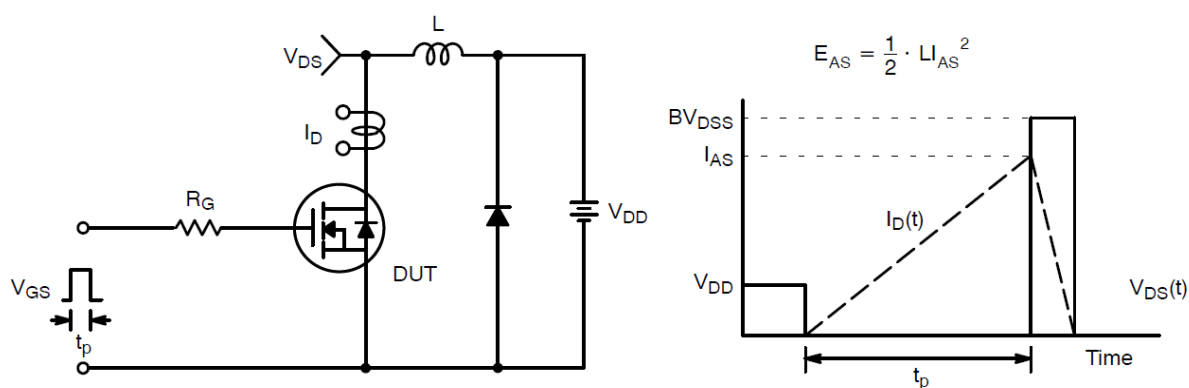 L
V_DS
I_D
R_G
V_DD
V_GS
DUT
t_p
E_AS = 1/2 · LI_AS^2
BV_DSS
I_AS
I_D(t)
V_DD
V_DS(t)
Time
t_p